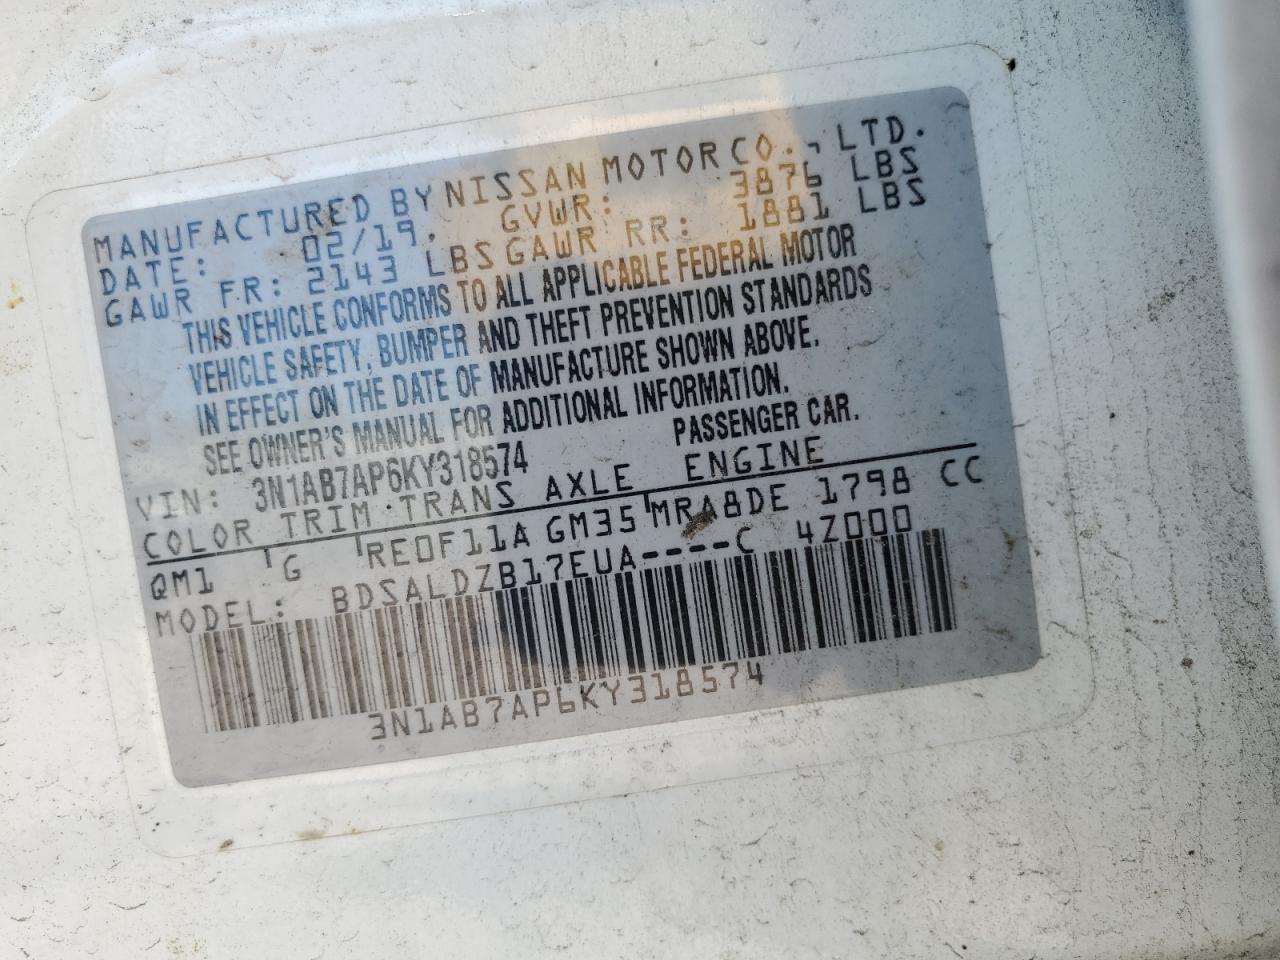 MANUFACTURED BY NISSAN MOTOR CO., LTD.
DATE: 02/19. GVWR: 3876 LBS
GAWR FR: 2143 LBS GAWR RR: 1881 LBS
THIS VEHICLE CONFORMS TO ALL APPLICABLE FEDERAL MOTOR
VEHICLE SAFETY, BUMPER AND THEFT PREVENTION STANDARDS
IN EFFECT ON THE DATE OF MANUFACTURE SHOWN ABOVE.
SEE OWNER'S MANUAL FOR ADDITIONAL INFORMATION.
VIN: 3N1AB7AP6KY318574 PASSENGER CAR.
COLOR TRIM TRANS AXLE ENGINE
QM1 G RE0F11A GM35 MRA8DE 1798 CC
MODEL: BDSALDZB17EUA----C 4Z000
3N1AB7AP6KY318574